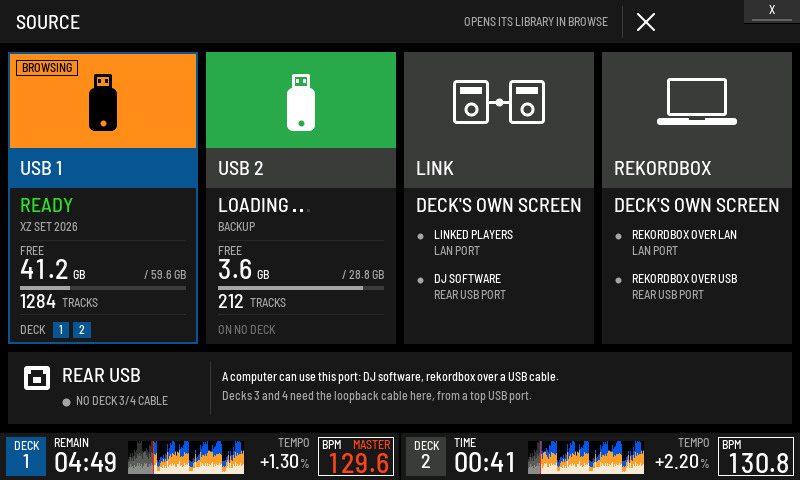 SOURCE
OPENS ITS LIBRARY IN BROWSE
X
BROWSING
USB 1
READY
XZ SET 2026
FREE
41.2 GB / 59.6 GB
1284 TRACKS
DECK 1 2
USB 2
LOADING...
BACKUP
FREE
3.6 GB / 28.8 GB
212 TRACKS
ON NO DECK
LINK
DECK'S OWN SCREEN
LINKED PLAYERS
LAN PORT
DJ SOFTWARE
REAR USB PORT
REKORDBOX
DECK'S OWN SCREEN
REKORDBOX OVER LAN
LAN PORT
REKORDBOX OVER USB
REAR USB PORT
REAR USB
NO DECK 3/4 CABLE
A computer can use this port: DJ software, rekordbox over a USB cable.
Decks 3 and 4 need the loopback cable here, from a top USB port.
DECK 1
REMAIN
04:49
TEMPO
+1.30%
BPM MASTER
129.6
DECK 2
TIME
00:41
TEMPO
+2.20%
BPM
130.8